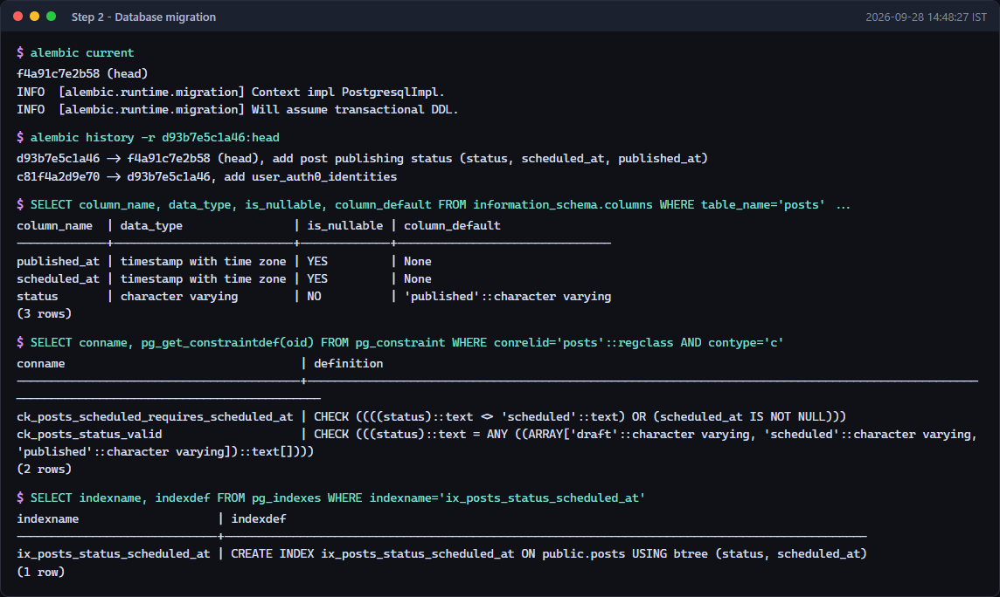 Step 2 - Database migration
2026-09-28 14:48:27 IST
$ alembic current
f4a91c7e2b58 (head)
INFO  [alembic.runtime.migration] Context impl PostgresqlImpl.
INFO  [alembic.runtime.migration] Will assume transactional DDL.
$ alembic history -r d93b7e5c1a46:head
d93b7e5c1a46 -> f4a91c7e2b58 (head), add post publishing status (status, scheduled_at, published_at)
c81f4a2d9e70 -> d93b7e5c1a46, add user_auth0_identities
$ SELECT column_name, data_type, is_nullable, column_default FROM information_schema.columns WHERE table_name='posts' ...
column_name  | data_type                | is_nullable | column_default
-------------+--------------------------+-------------+-------------------------------
published_at | timestamp with time zone | YES         | None
scheduled_at | timestamp with time zone | YES         | None
status       | character varying        | NO          | 'published'::character varying
(3 rows)
$ SELECT conname, pg_get_constraintdef(oid) FROM pg_constraint WHERE conrelid='posts'::regclass AND contype='c'
conname                                  | definition
-----------------------------------------+-------------------------------------------------------------------------------------------------
--------------------------------------------
ck_posts_scheduled_requires_scheduled_at | CHECK ((((status)::text <> 'scheduled'::text) OR (scheduled_at IS NOT NULL)))
ck_posts_status_valid                    | CHECK (((status)::text = ANY ((ARRAY['draft'::character varying, 'scheduled'::character varying,
'published'::character varying])::text[])))
(2 rows)
$ SELECT indexname, indexdef FROM pg_indexes WHERE indexname='ix_posts_status_scheduled_at'
indexname                    | indexdef
-----------------------------+---------------------------------------------------------------------------------------------
ix_posts_status_scheduled_at | CREATE INDEX ix_posts_status_scheduled_at ON public.posts USING btree (status, scheduled_at)
(1 row)